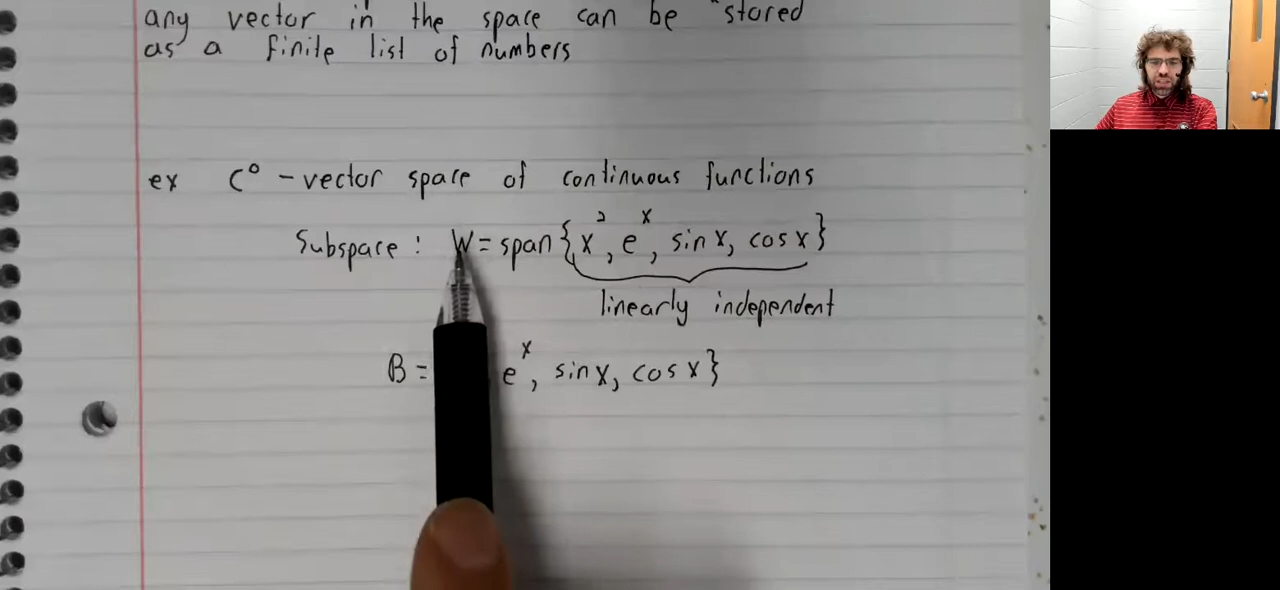 any vector in the space can be "stored
as a finite list of numbers
ex C⁰ - vector space of continuous functions
Subspace: W = span{x², eˣ, sin x, cos x}
linearly independent
B = eˣ, sin x, cos x}